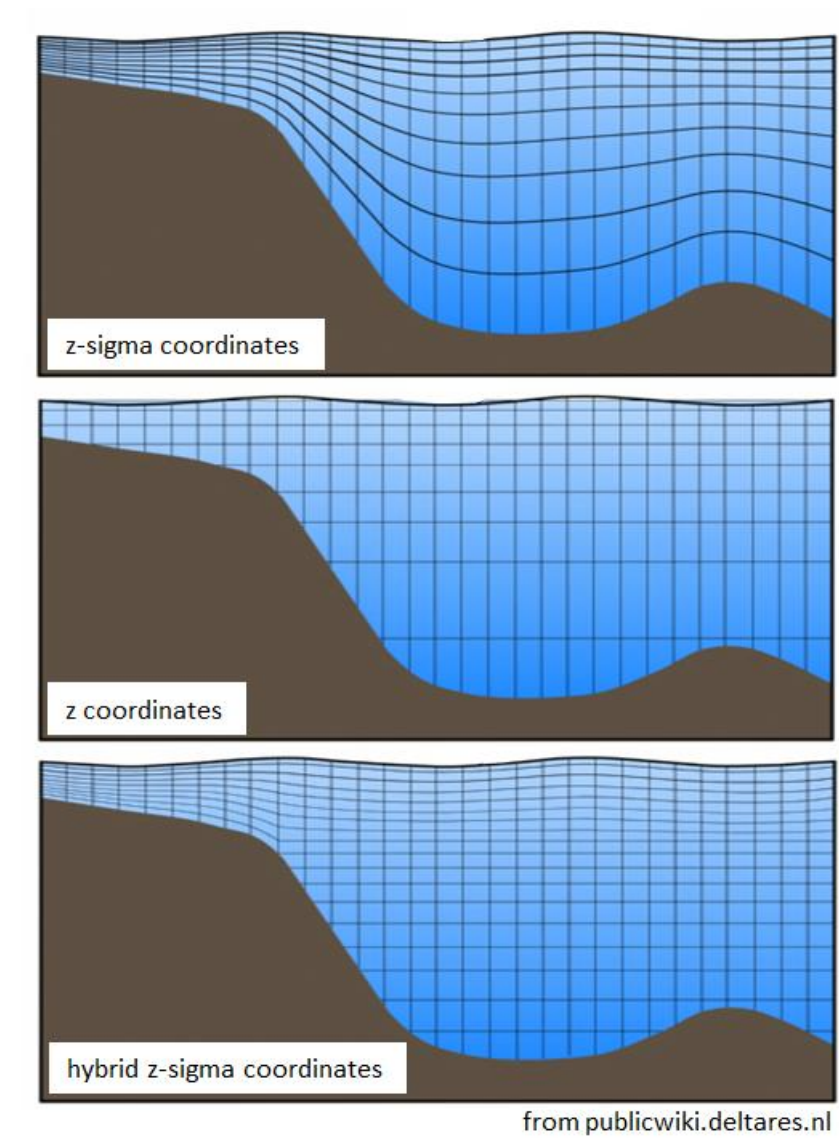 z-sigma coordinates
z coordinates
hybrid z-sigma coordinates
from publicwiki.deltares.nl